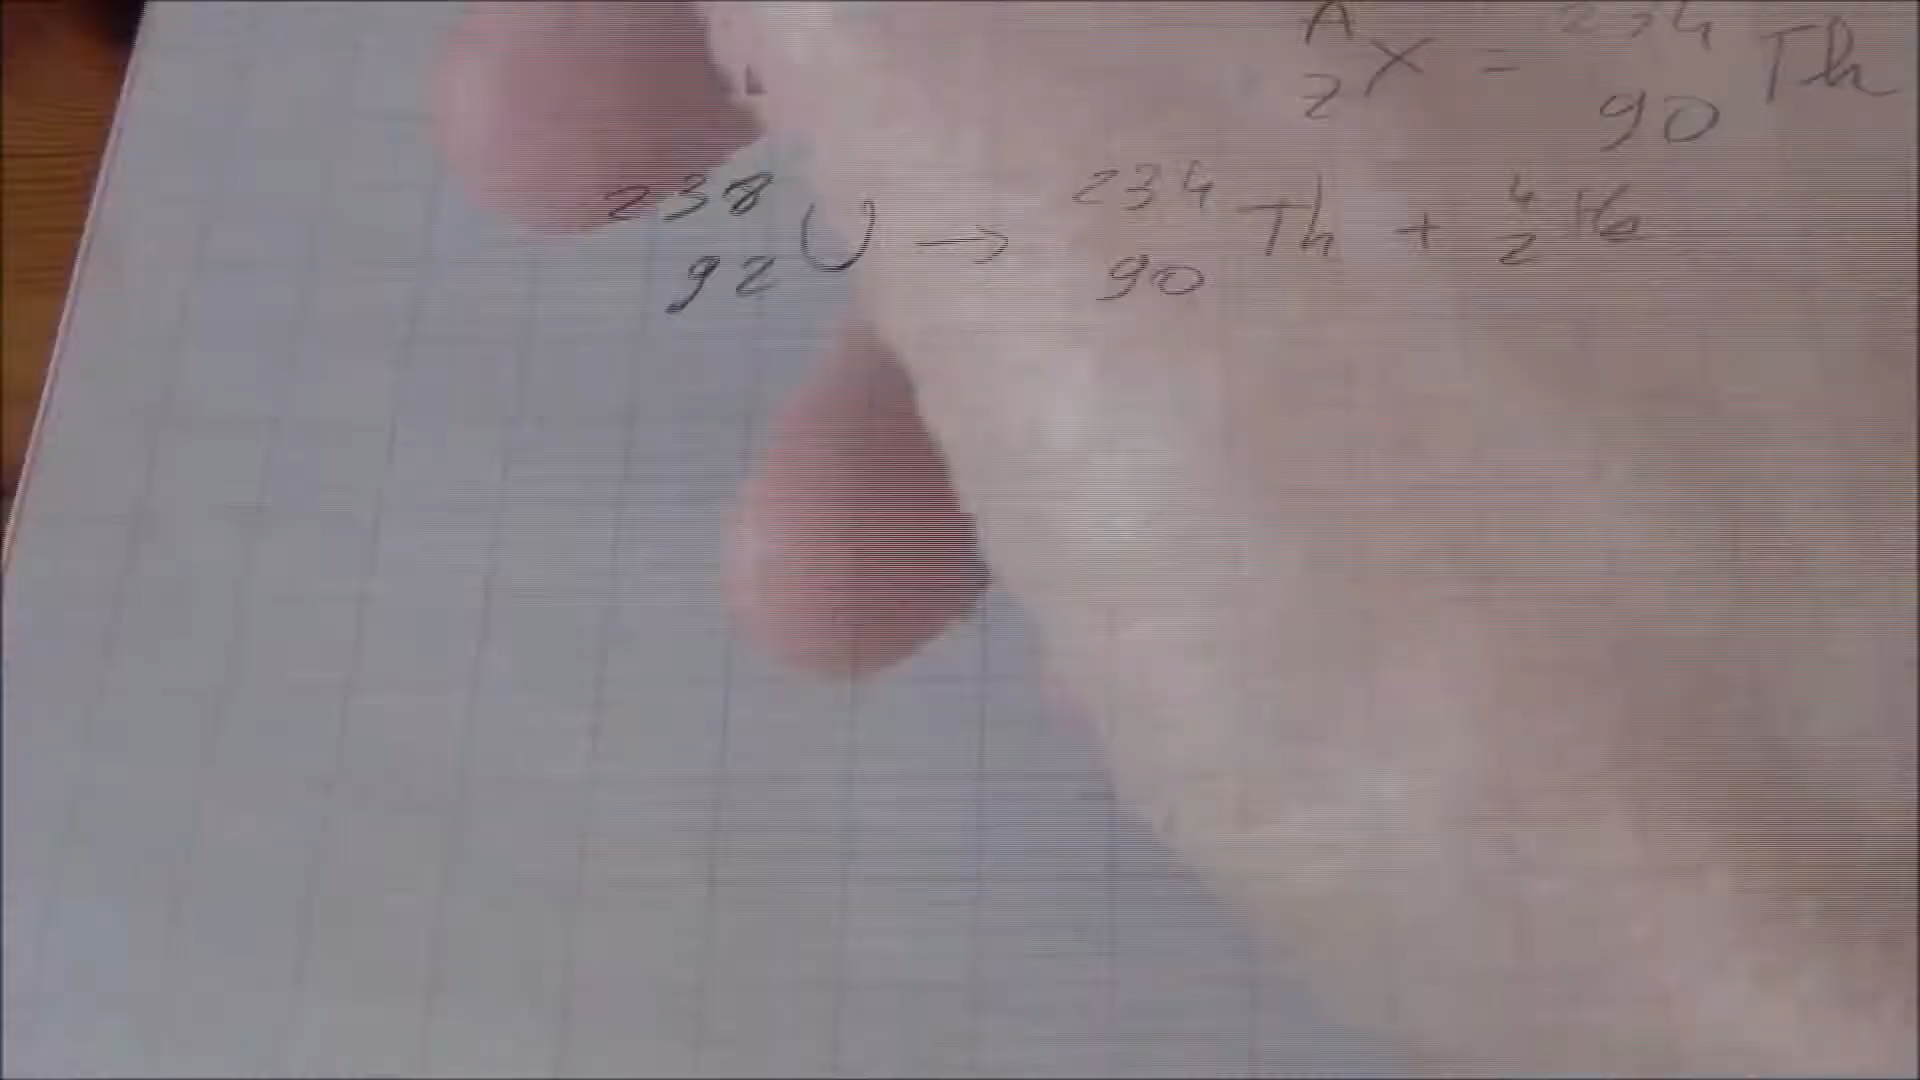 A
Z X = 234
90 Th
238
92 U → 234
90 Th + 4
2 He